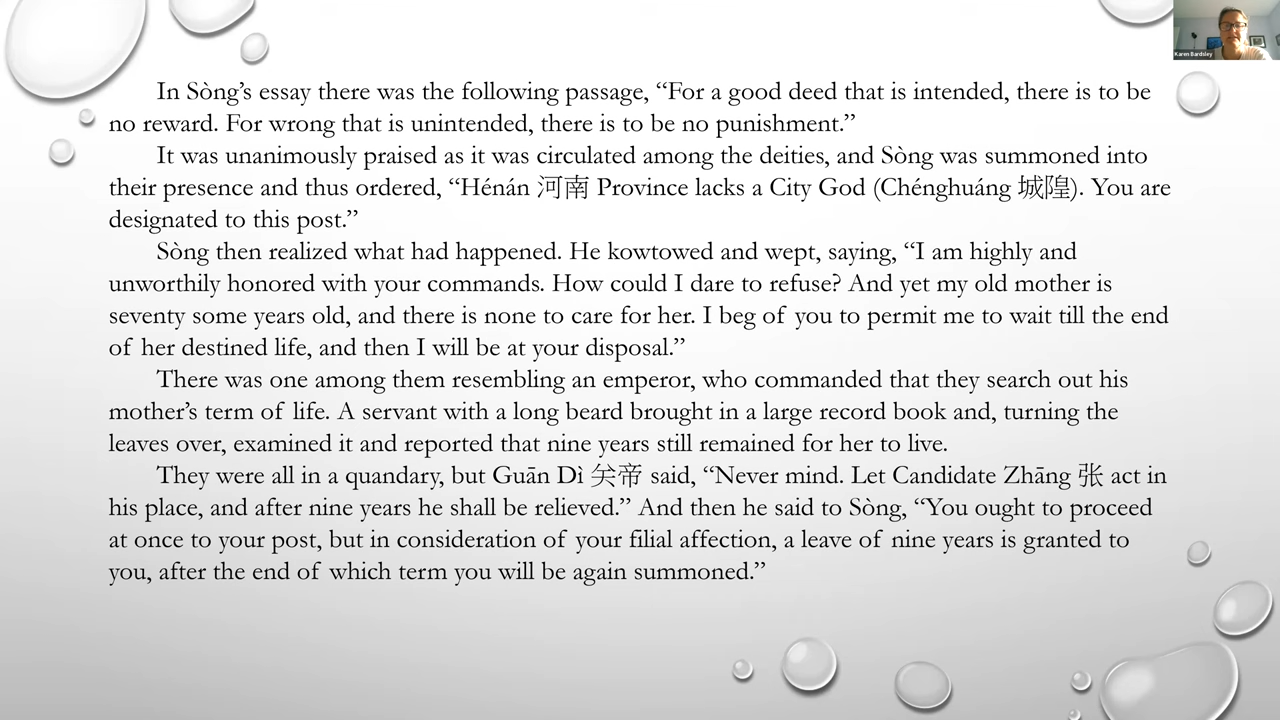 Karen Bardsley
In Sòng’s essay there was the following passage, “For a good deed that is intended, there is to be
no reward. For wrong that is unintended, there is to be no punishment.”
It was unanimously praised as it was circulated among the deities, and Sòng was summoned into
their presence and thus ordered, “Hénán 河南 Province lacks a City God (Chénghuáng 城隍). You are
designated to this post.”
Sòng then realized what had happened. He kowtowed and wept, saying, “I am highly and
unworthily honored with your commands. How could I dare to refuse? And yet my old mother is
seventy some years old, and there is none to care for her. I beg of you to permit me to wait till the end
of her destined life, and then I will be at your disposal.”
There was one among them resembling an emperor, who commanded that they search out his
mother’s term of life. A servant with a long beard brought in a large record book and, turning the
leaves over, examined it and reported that nine years still remained for her to live.
They were all in a quandary, but Guān Dì 关帝 said, “Never mind. Let Candidate Zhāng 张 act in
his place, and after nine years he shall be relieved.” And then he said to Sòng, “You ought to proceed
at once to your post, but in consideration of your filial affection, a leave of nine years is granted to
you, after the end of which term you will be again summoned.”